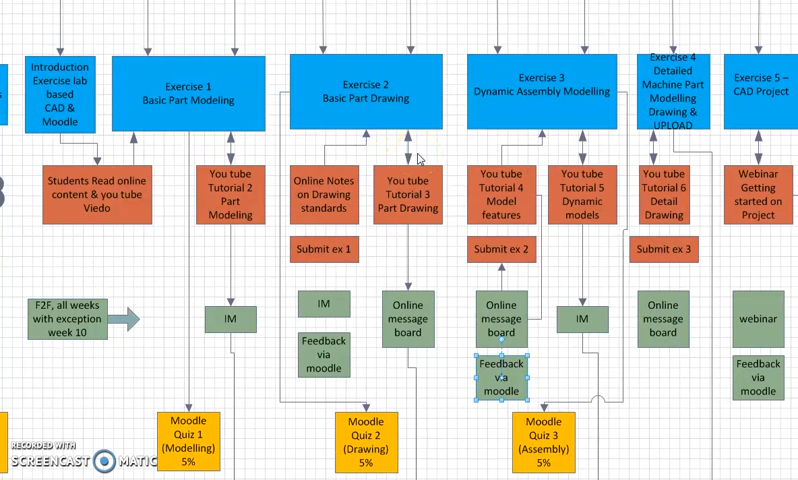 Introduction
Exercise lab
based
CAD &
Moodle
Exercise 1
Basic Part Modeling
Exercise 2
Basic Part Drawing
Exercise 3
Dynamic Assembly Modelling
Exercise 4
Detailed
Machine Part
Modelling
Drawing &
UPLOAD
Exercise 5 –
CAD Project
Students Read online
content & you tube
Viedo
You tube
Tutorial 2
Part
Modeling
Online Notes
on Drawing
standards
You tube
Tutorial 3
Part Drawing
You tube
Tutorial 4
Model
features
You tube
Tutorial 5
Dynamic
models
You tube
Tutorial 6
Detail
Drawing
Webinar
Getting
started on
Project
Submit ex 1
Submit ex 2
Submit ex 3
F2F, all weeks
with exception
week 10
IM
IM
Feedback
via
moodle
Online
message
board
Online
message
board
Feedback
via
moodle
IM
Online
message
board
webinar
Feedback
via
moodle
Moodle
Quiz 1
(Modelling)
5%
Moodle
Quiz 2
(Drawing)
5%
Moodle
Quiz 3
(Assembly)
5%
RECORDED WITH
SCREENCAST MATIC